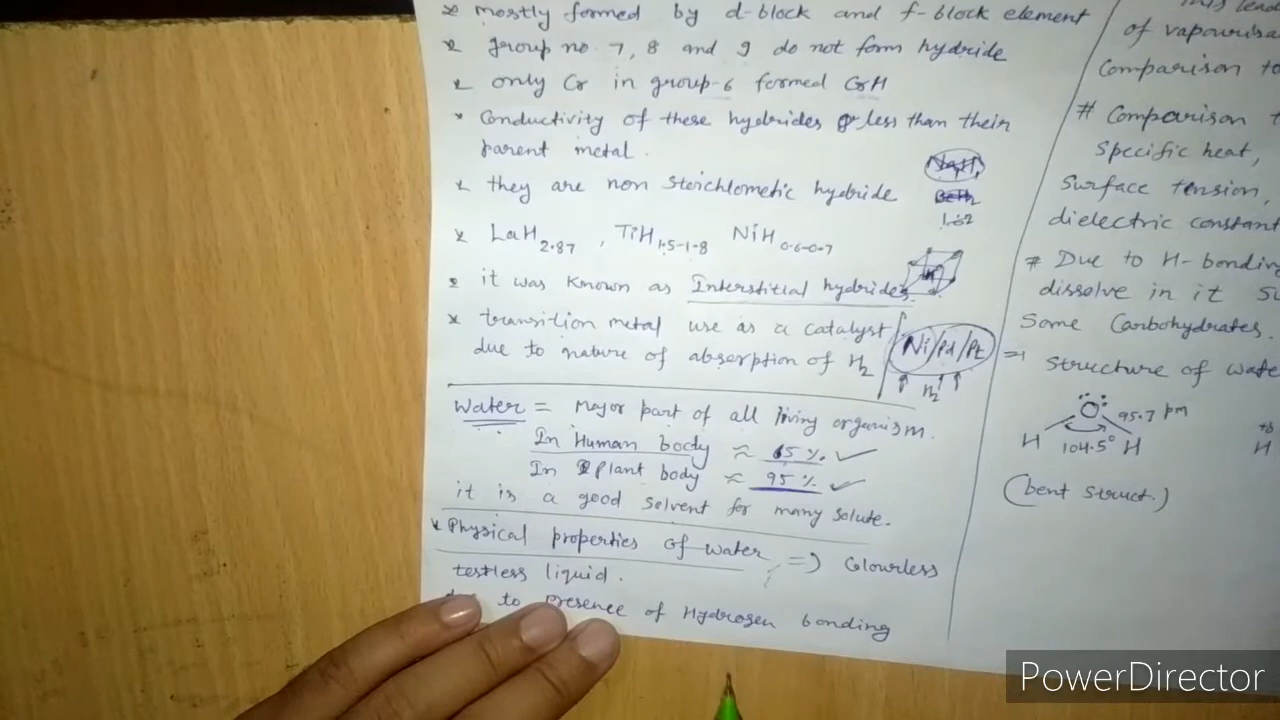 * mostly formed by d-block and f-block element
* group no. 7, 8 and 9 do not form hydride
* only Cr in group-6 formed CrH
* Conductivity of these hydrides less than their
parent metal.
* they are non steichlometic hydride
* LaH2.87 , TiH1.5-1.8 NiH0.6-0.7
* it was known as Interstitial hydrides.
* transition metal use as a catalyst
due to nature of absorption of H2
Ni/Pd/Pt
H2
Water = Major part of all living organism.
In Human body ≈ 65 %. ✓
In plant body ≈ 95 %. ✓
it is a good solvent for many solute.
* Physical properties of water => Colourless
testless liquid.
to presence of Hydrogen bonding
of vapourisa
Comparison to
# Comparison t
Specific heat,
Surface tension,
dielectric constant
# Due to H-bondin
dissolve in it su
Some Carbohydrates.
=> Structure of wate
O 95.7 pm
H 104.5° H
H
(bent struct.)
PowerDirector